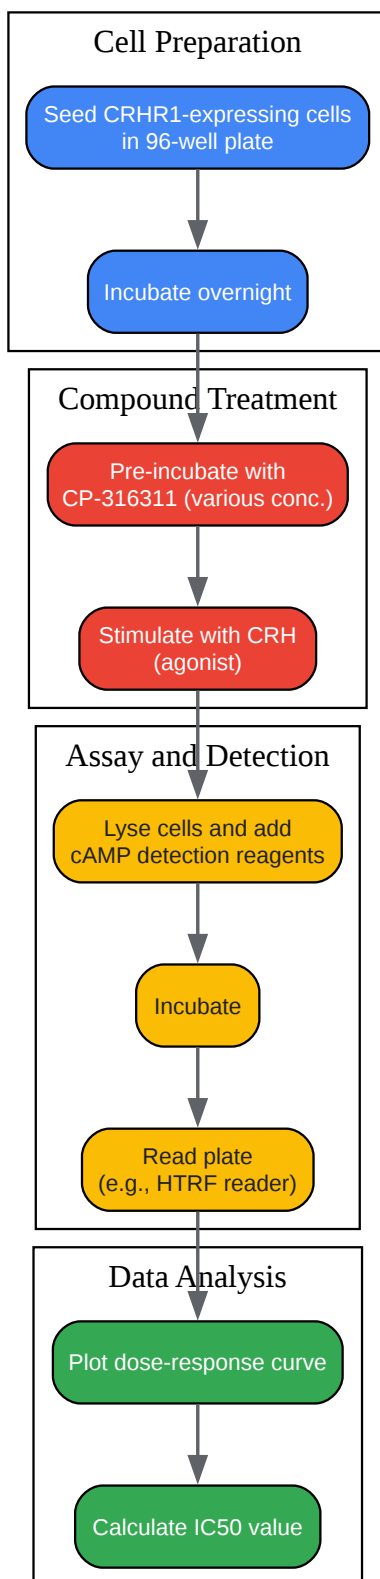 Cell Preparation
Seed CRHR1-expressing cells
in 96-well plate
Incubate overnight
Compound Treatment
Pre-incubate with
CP-316311 (various conc.)
Stimulate with CRH
(agonist)
Assay and Detection
Lyse cells and add
cAMP detection reagents
Incubate
Read plate
(e.g., HTRF reader)
Data Analysis
Plot dose-response curve
Calculate IC50 value